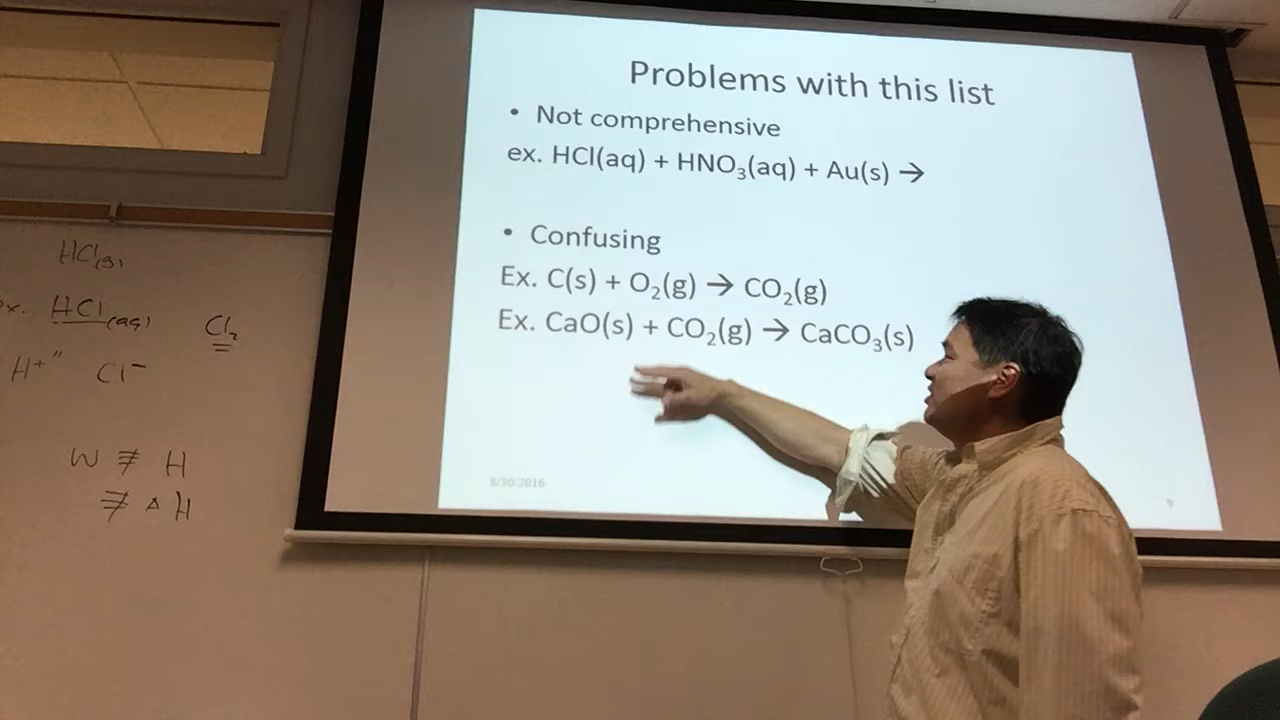 Problems with this list
• Not comprehensive
ex. HCl(aq) + HNO₃(aq) + Au(s) →
• Confusing
Ex. C(s) + O₂(g) → CO₂(g)
Ex. CaO(s) + CO₂(g) → CaCO₃(s)
8/30/2016
9
HCl(g)
x. HCl(aq) Cl₂
H⁺" Cl⁻
W ≢ H
≢ △H